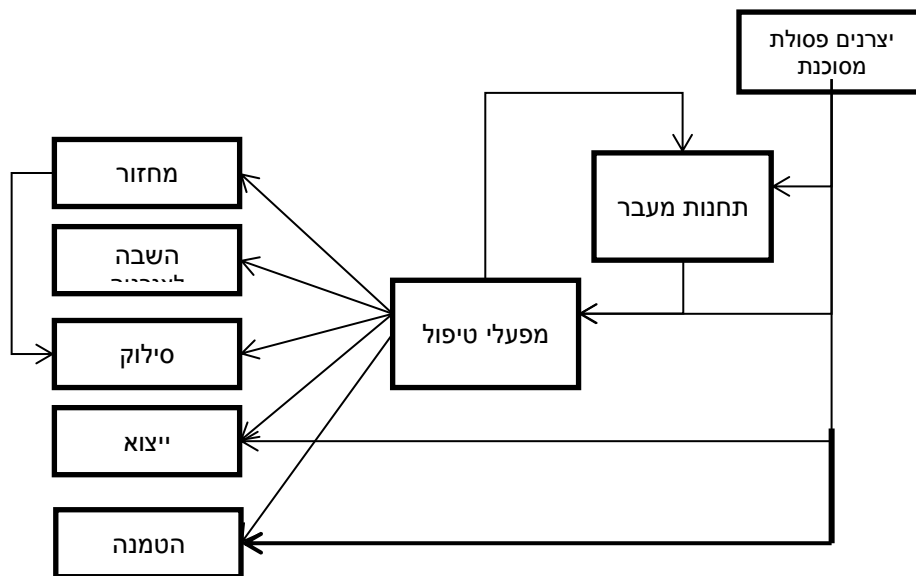 יצרנים פסולת
מסוכנת
תחנות מעבר
מפעלי טיפול
מחזור
השבה
סילוק
ייצוא
הטמנה